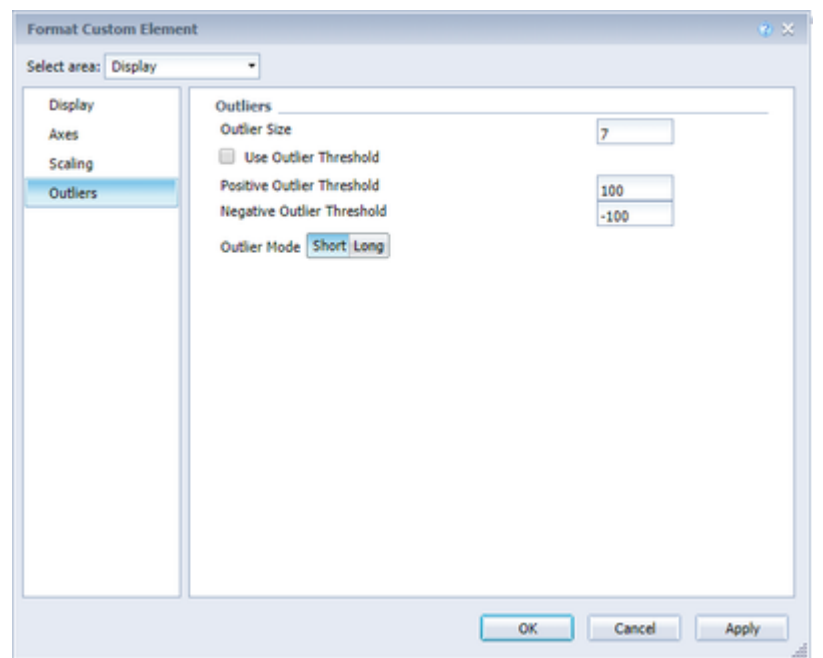 Format Custom Element
Select area: Display
Display
Axes
Scaling
Outliers
Outliers
Outlier Size 7
Use Outlier Threshold
Positive Outlier Threshold 100
Negative Outlier Threshold -100
Outlier Mode Short Long
OK Cancel Apply